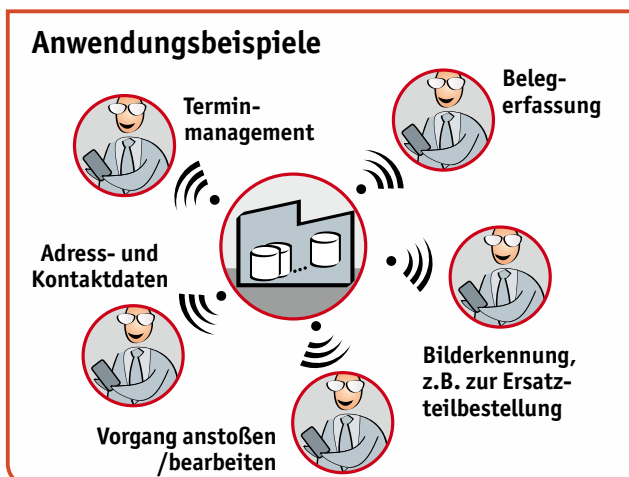 Anwendungsbeispiele
Termin-
management
Beleg-
erfassung
Adress- und
Kontaktdaten
Bilderkennung,
z.B. zur Ersatz-
teilbestellung
Vorgang anstoßen
/bearbeiten